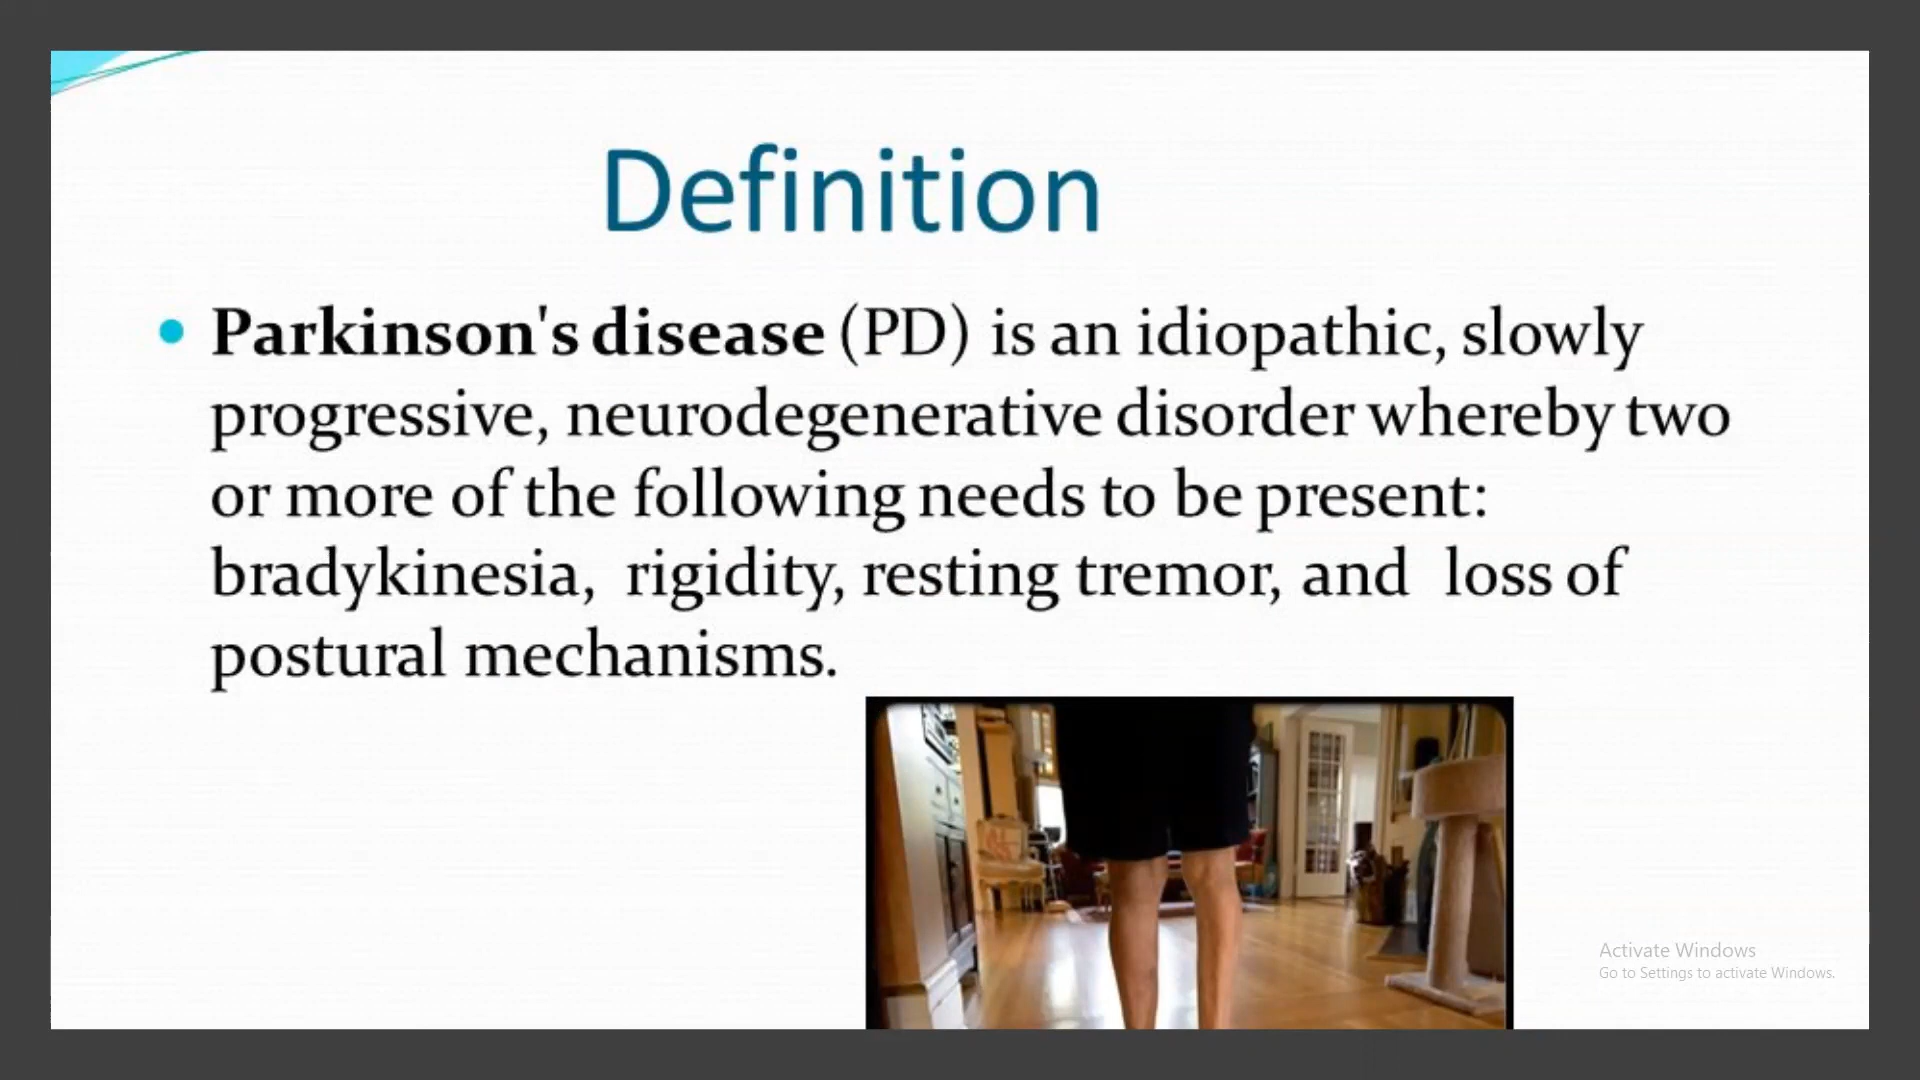 Definition
• Parkinson's disease (PD) is an idiopathic, slowly
progressive, neurodegenerative disorder whereby two
or more of the following needs to be present:
bradykinesia, rigidity, resting tremor, and loss of
postural mechanisms.
Activate Windows
Go to Settings to activate Windows.